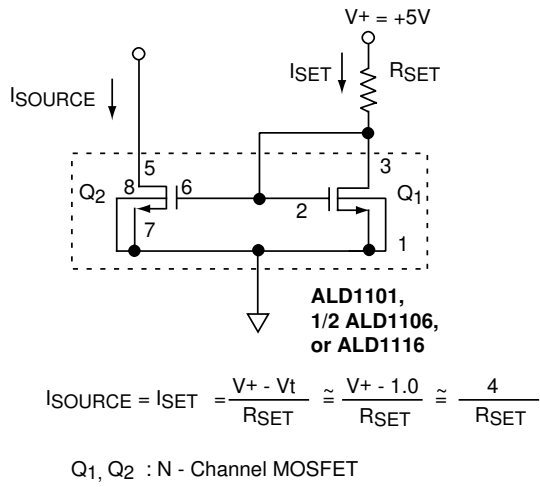 V+ = +5V
ISET
RSET
ISOURCE
5
3
Q2
8
6
2
Q1
7
1
ALD1101,
1/2 ALD1106,
or ALD1116
ISOURCE = ISET = V+ - Vt / RSET ≅ V+ - 1.0 / RSET ≅ 4 / RSET
Q1, Q2 : N - Channel MOSFET